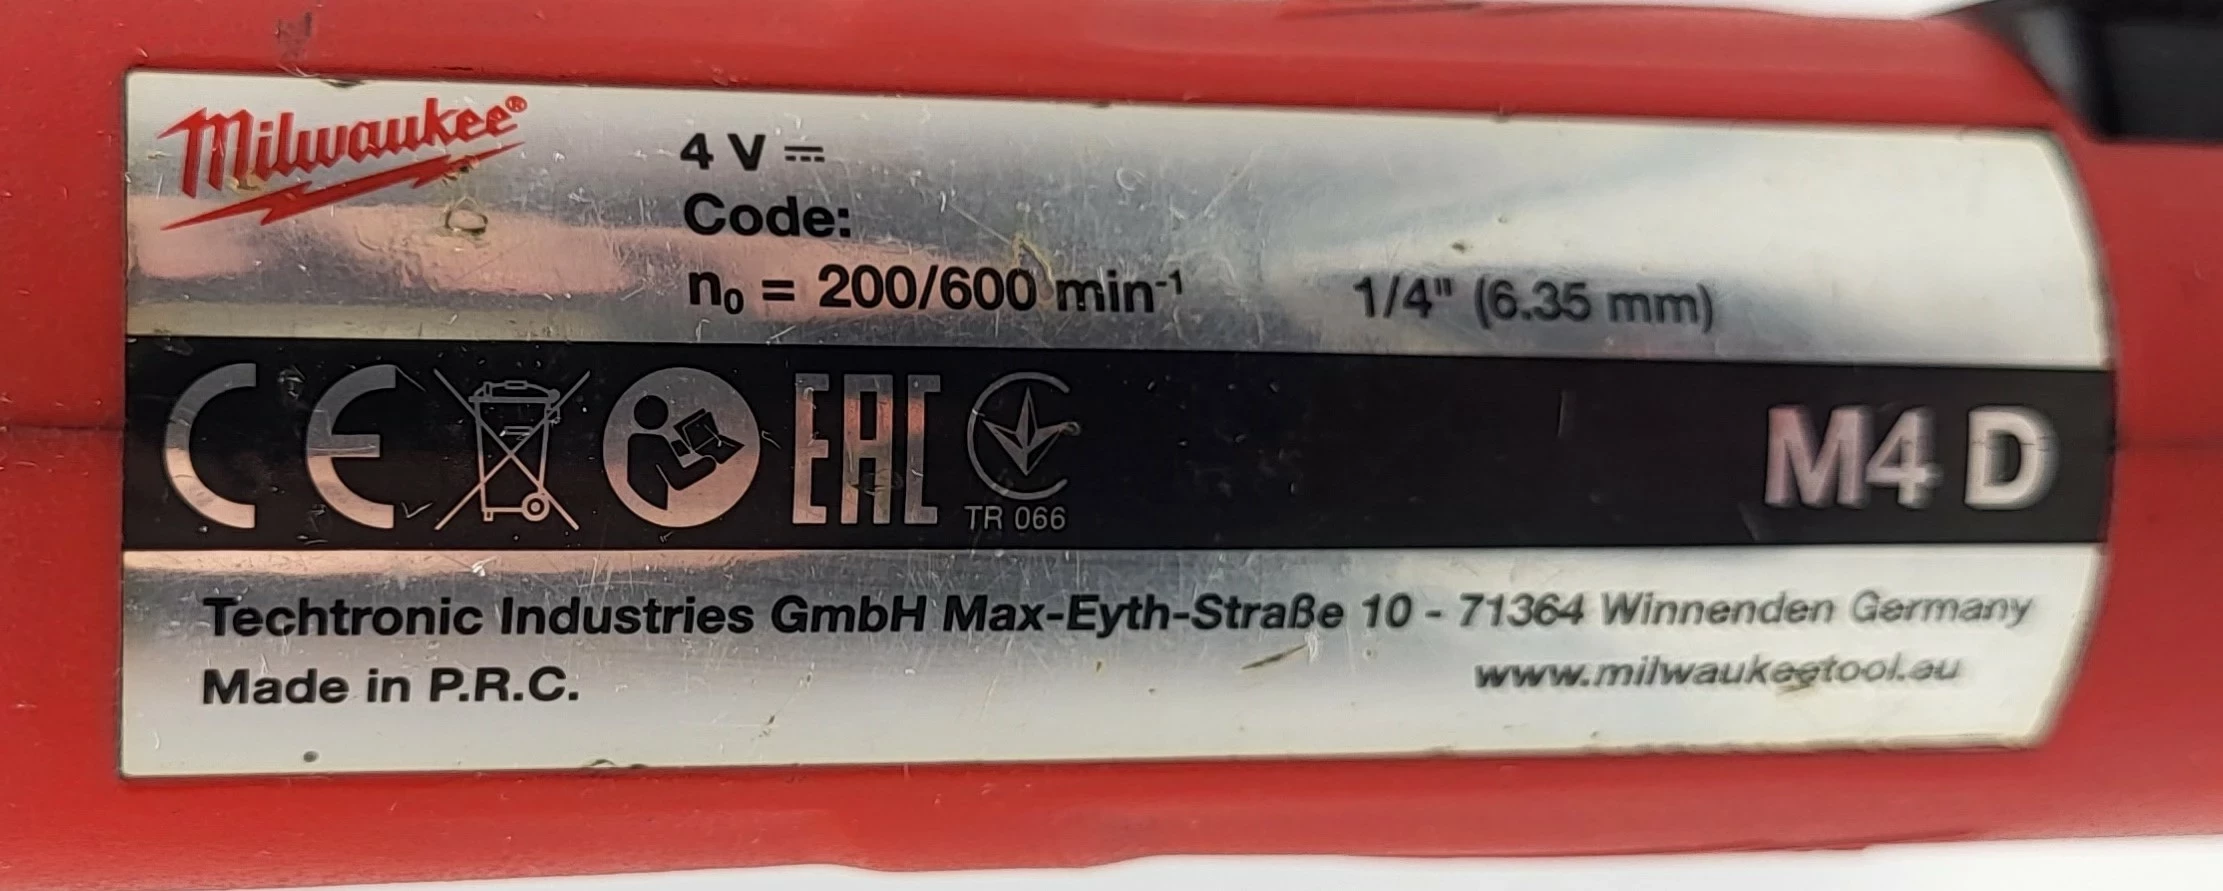 Milwaukee®
4 V ⎓
Code:
n₀ = 200/600 min⁻¹ 1/4" (6.35 mm)
CE EAC TR 066 M4 D
Techtronic Industries GmbH Max-Eyth-Straße 10 - 71364 Winnenden Germany
Made in P.R.C. www.milwaukeetool.eu